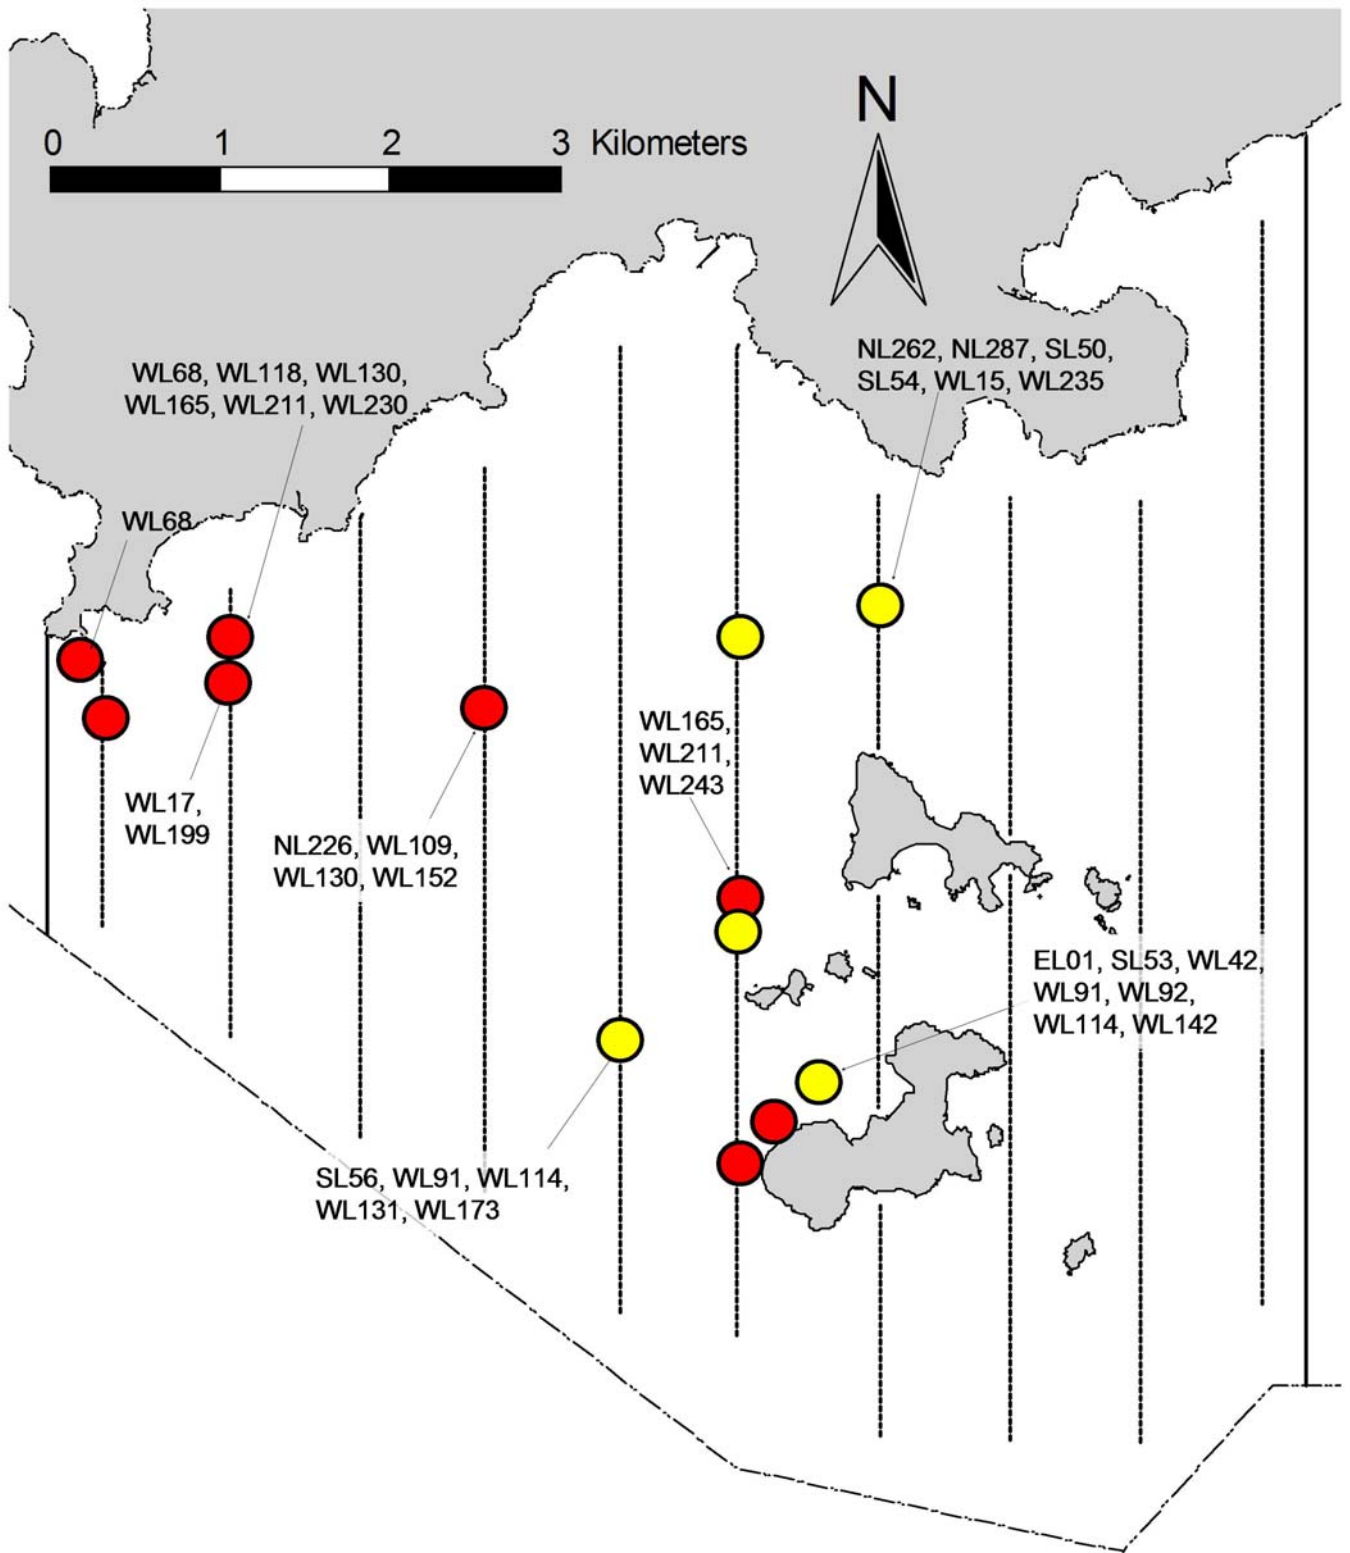 N
0 1 2 3 Kilometers
NL262, NL287, SL50,
SL54, WL15, WL235
WL68, WL118, WL130,
WL165, WL211, WL230
WL68
WL165,
WL211,
WL243
WL17,
WL199
NL226, WL109,
WL130, WL152
EL01, SL53, WL42,
WL91, WL92,
WL114, WL142
SL56, WL91, WL114,
WL131, WL173